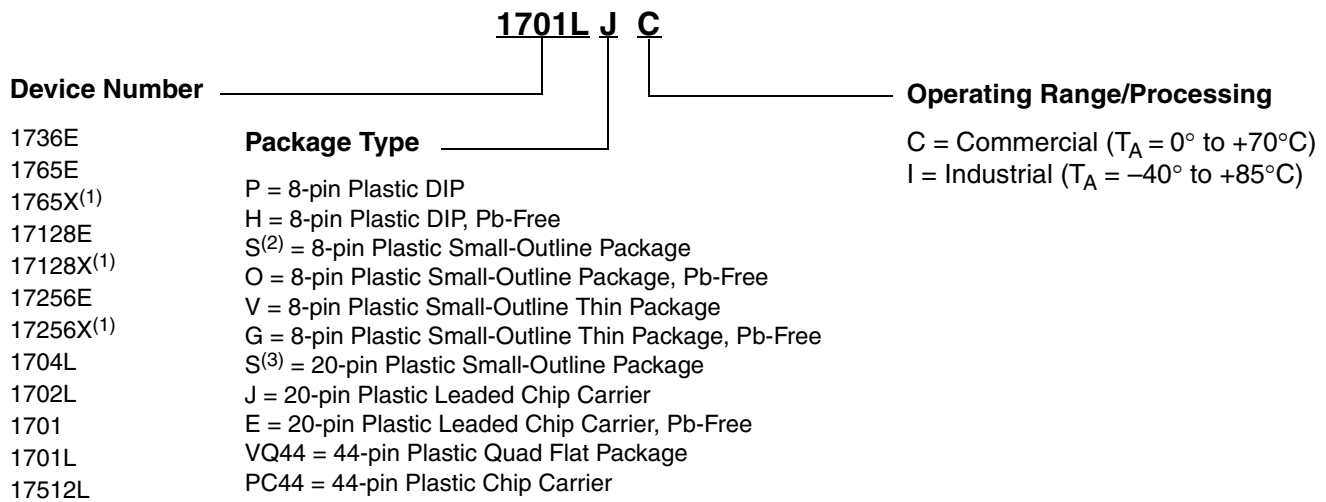 1701L J C
Device Number
1736E
1765E
1765X(1)
17128E
17128X(1)
17256E
17256X(1)
1704L
1702L
1701
1701L
17512L
Package Type
P = 8-pin Plastic DIP
H = 8-pin Plastic DIP, Pb-Free
S(2) = 8-pin Plastic Small-Outline Package
O = 8-pin Plastic Small-Outline Package, Pb-Free
V = 8-pin Plastic Small-Outline Thin Package
G = 8-pin Plastic Small-Outline Thin Package, Pb-Free
S(3) = 20-pin Plastic Small-Outline Package
J = 20-pin Plastic Leaded Chip Carrier
E = 20-pin Plastic Leaded Chip Carrier, Pb-Free
VQ44 = 44-pin Plastic Quad Flat Package
PC44 = 44-pin Plastic Chip Carrier
Operating Range/Processing
C = Commercial (TA = 0° to +70°C)
I = Industrial (TA = –40° to +85°C)